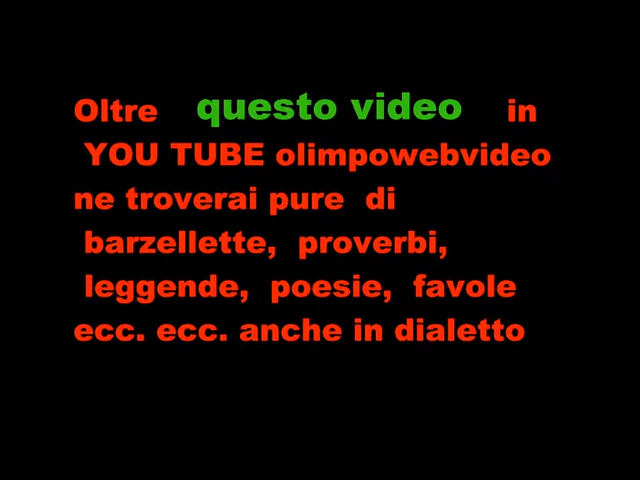 Oltre questo video in
YOU TUBE olimpowebvideo
ne troverai pure di
barzellette, proverbi,
leggende, poesie, favole
ecc. ecc. anche in dialetto